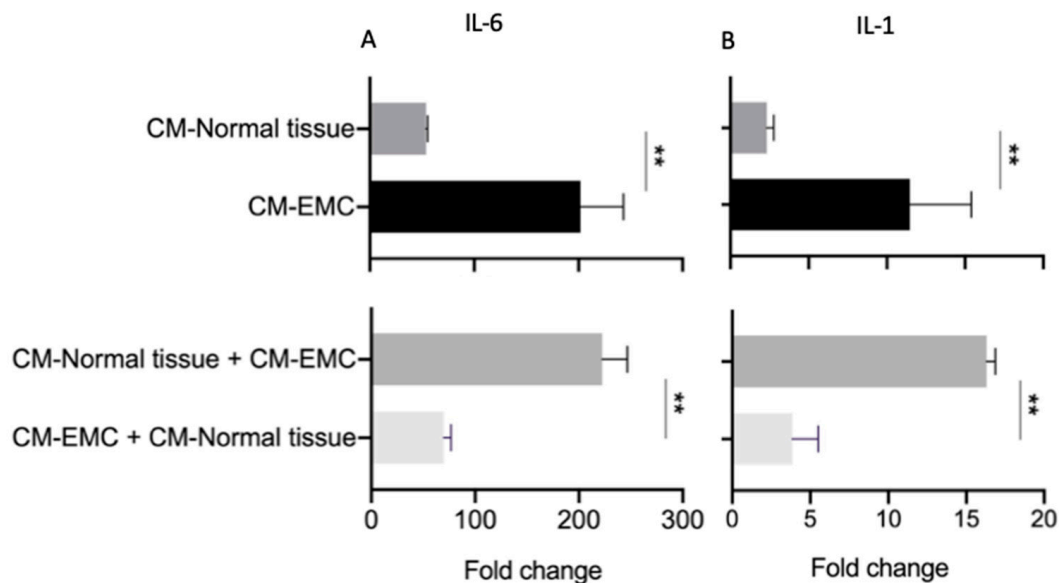 A IL-6
B IL-1
CM-Normal tissue
**
**
CM-EMC
CM-Normal tissue + CM-EMC
**
**
CM-EMC + CM-Normal tissue
0 100 200 300
0 5 10 15 20
Fold change
Fold change